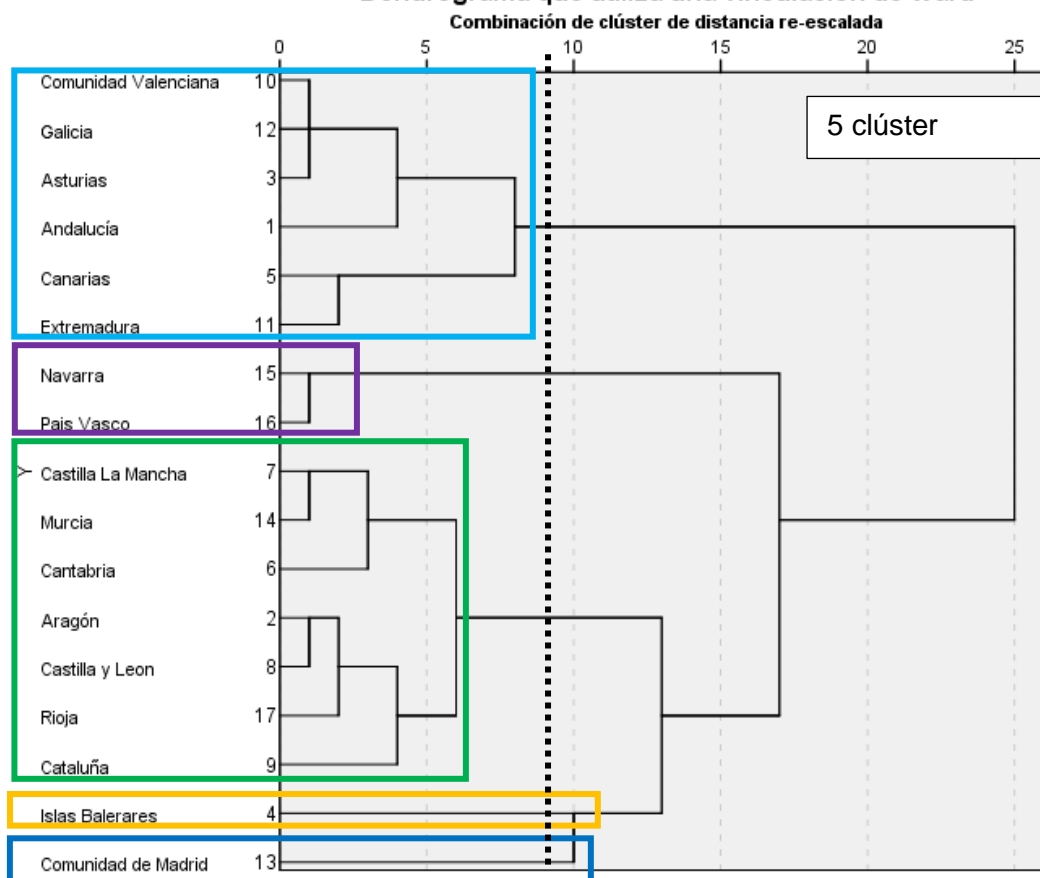 Combinación de clúster de distancia re-escalada
0 5 10 15 20 25
5 clúster
Comunidad Valenciana 10
Galicia 12
Asturias 3
Andalucía 1
Canarias 5
Extremadura 11
Navarra 15
Pais Vasco 16
Castilla La Mancha 7
Murcia 14
Cantabria 6
Aragón 2
Castilla y Leon 8
Rioja 17
Cataluña 9
Islas Balerares 4
Comunidad de Madrid 13